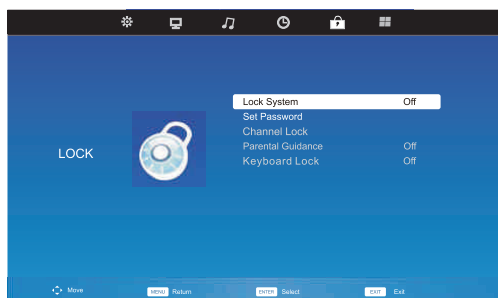 Lock System Off
Set Password
Channel Lock
Parental Guidance Off
Keyboard Lock Off
LOCK
Move MENU Return ENTER Select EXIT Exit